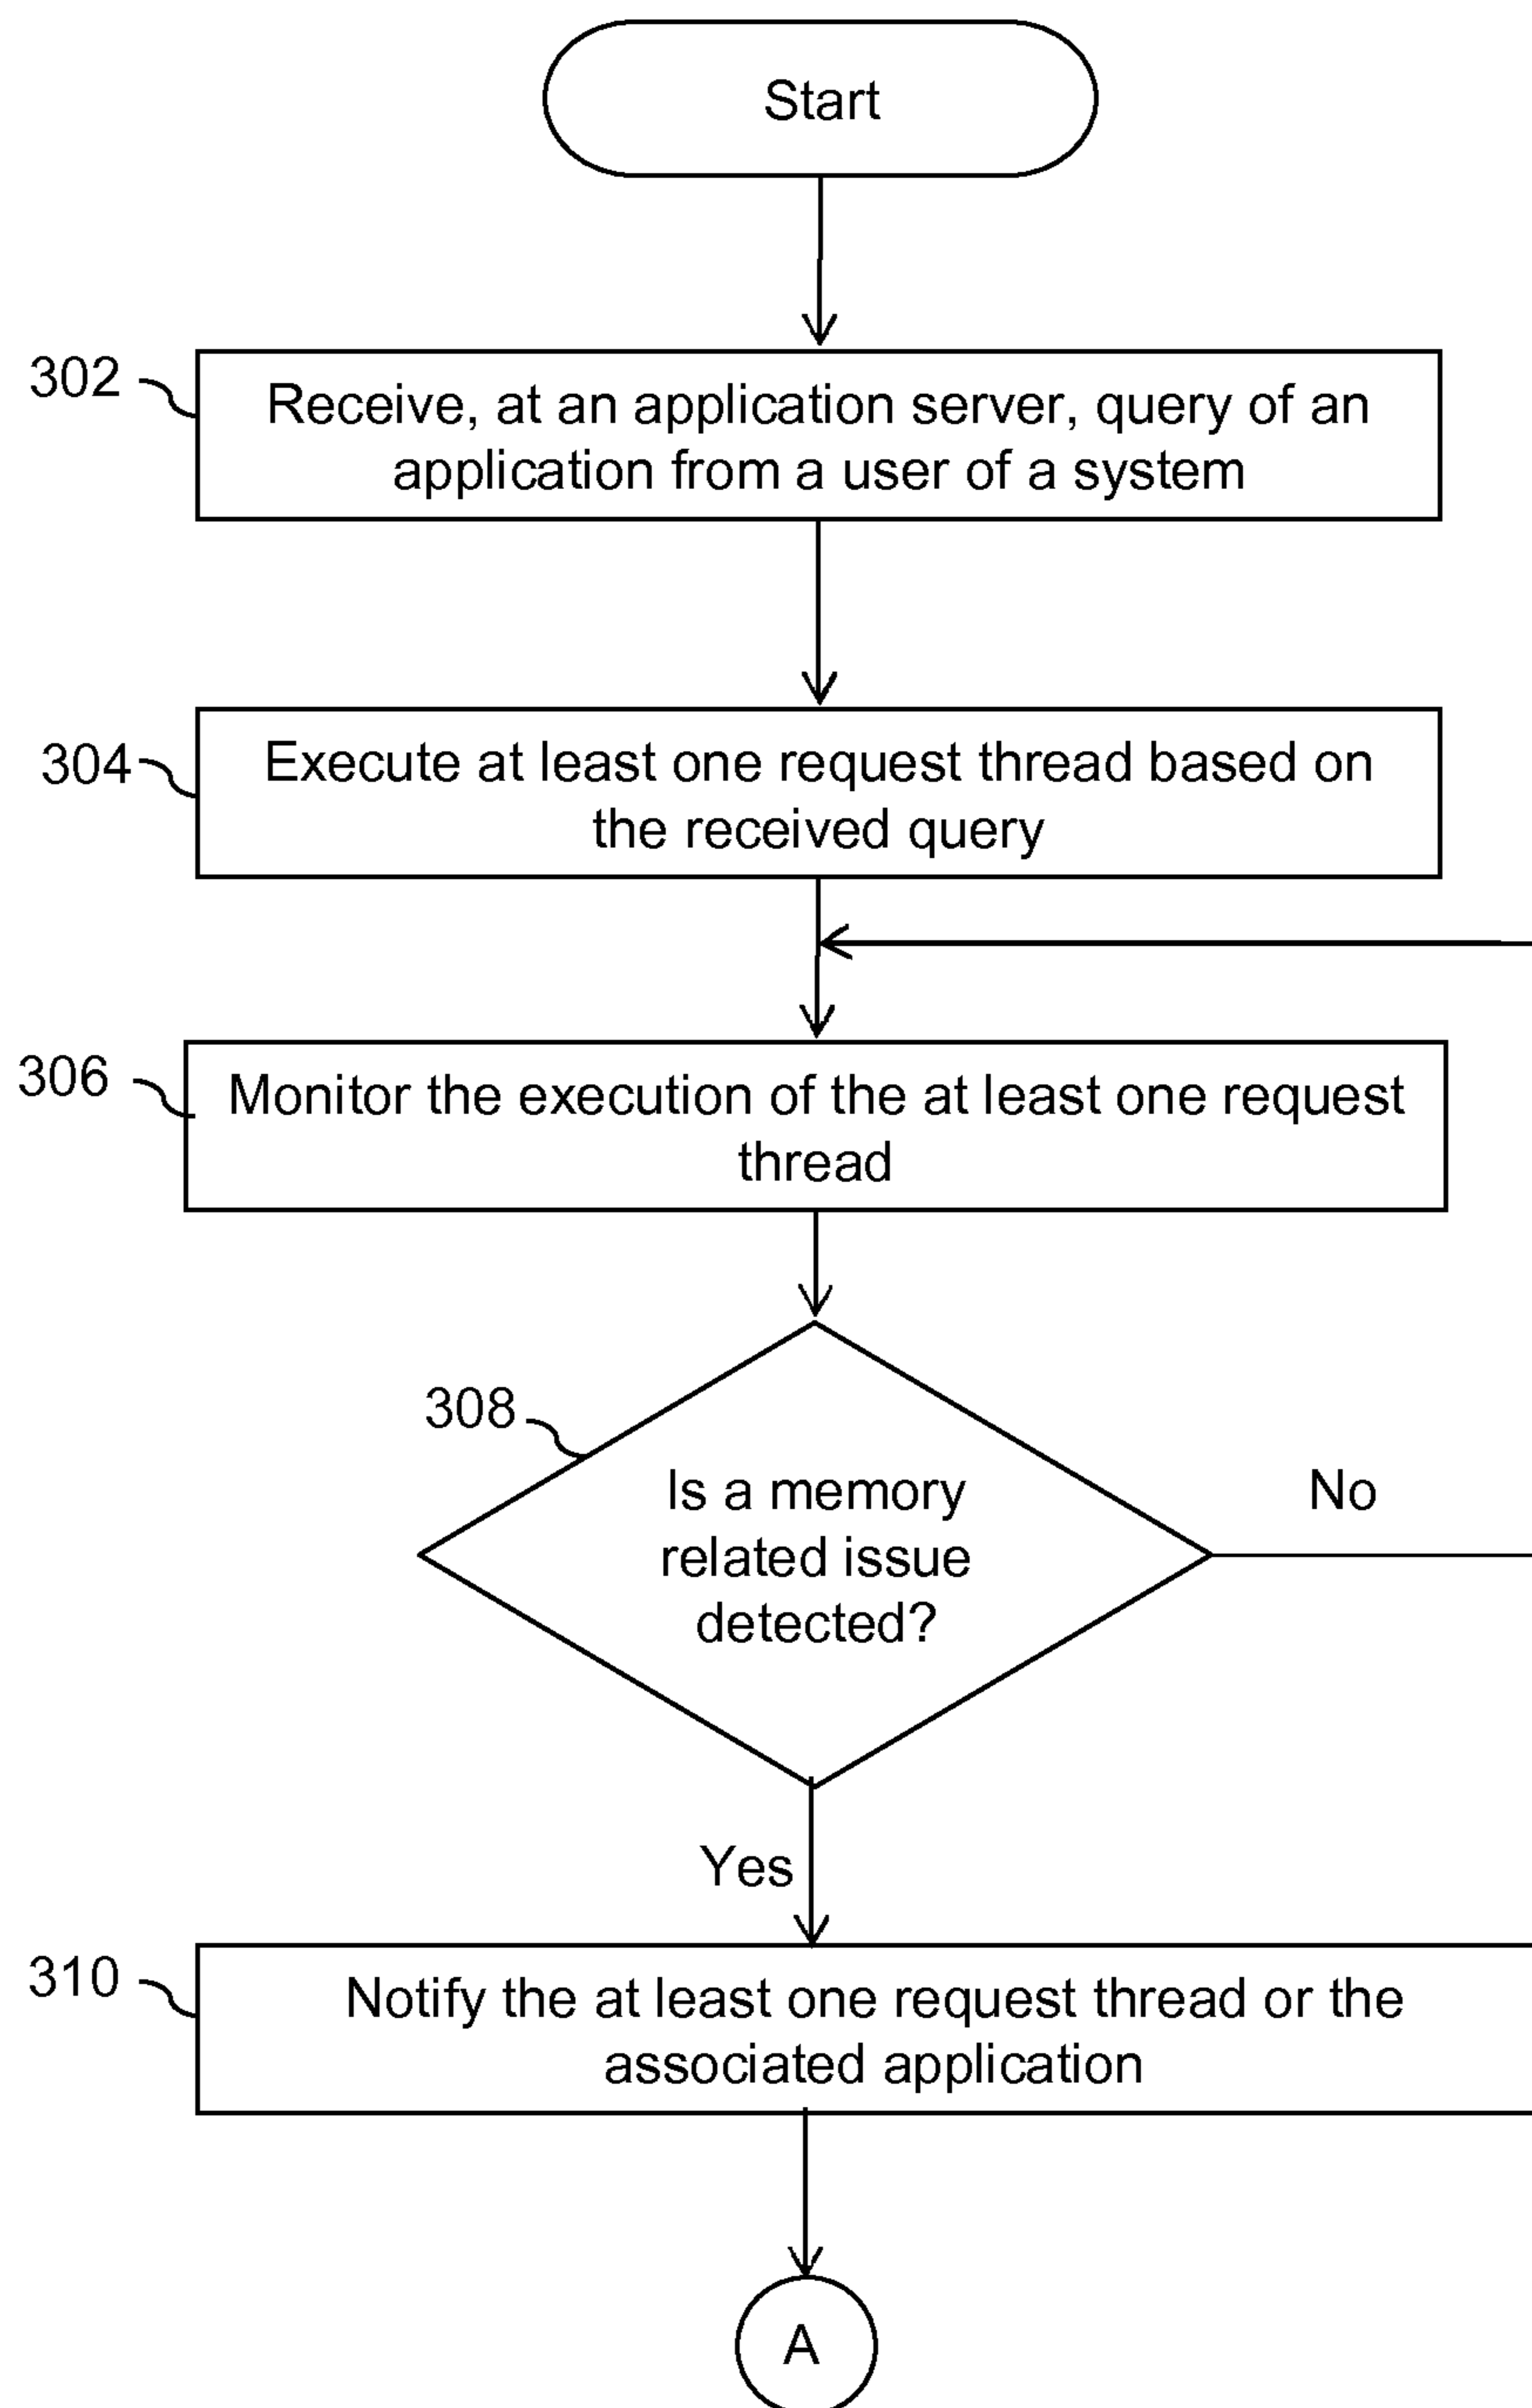 Start
302
Receive, at an application server, query of an
application from a user of a system
304
Execute at least one request thread based on
the received query
306
Monitor the execution of the at least one request
thread
308
Is a memory
related issue
detected?
No
Yes
310
Notify the at least one request thread or the
associated application
A